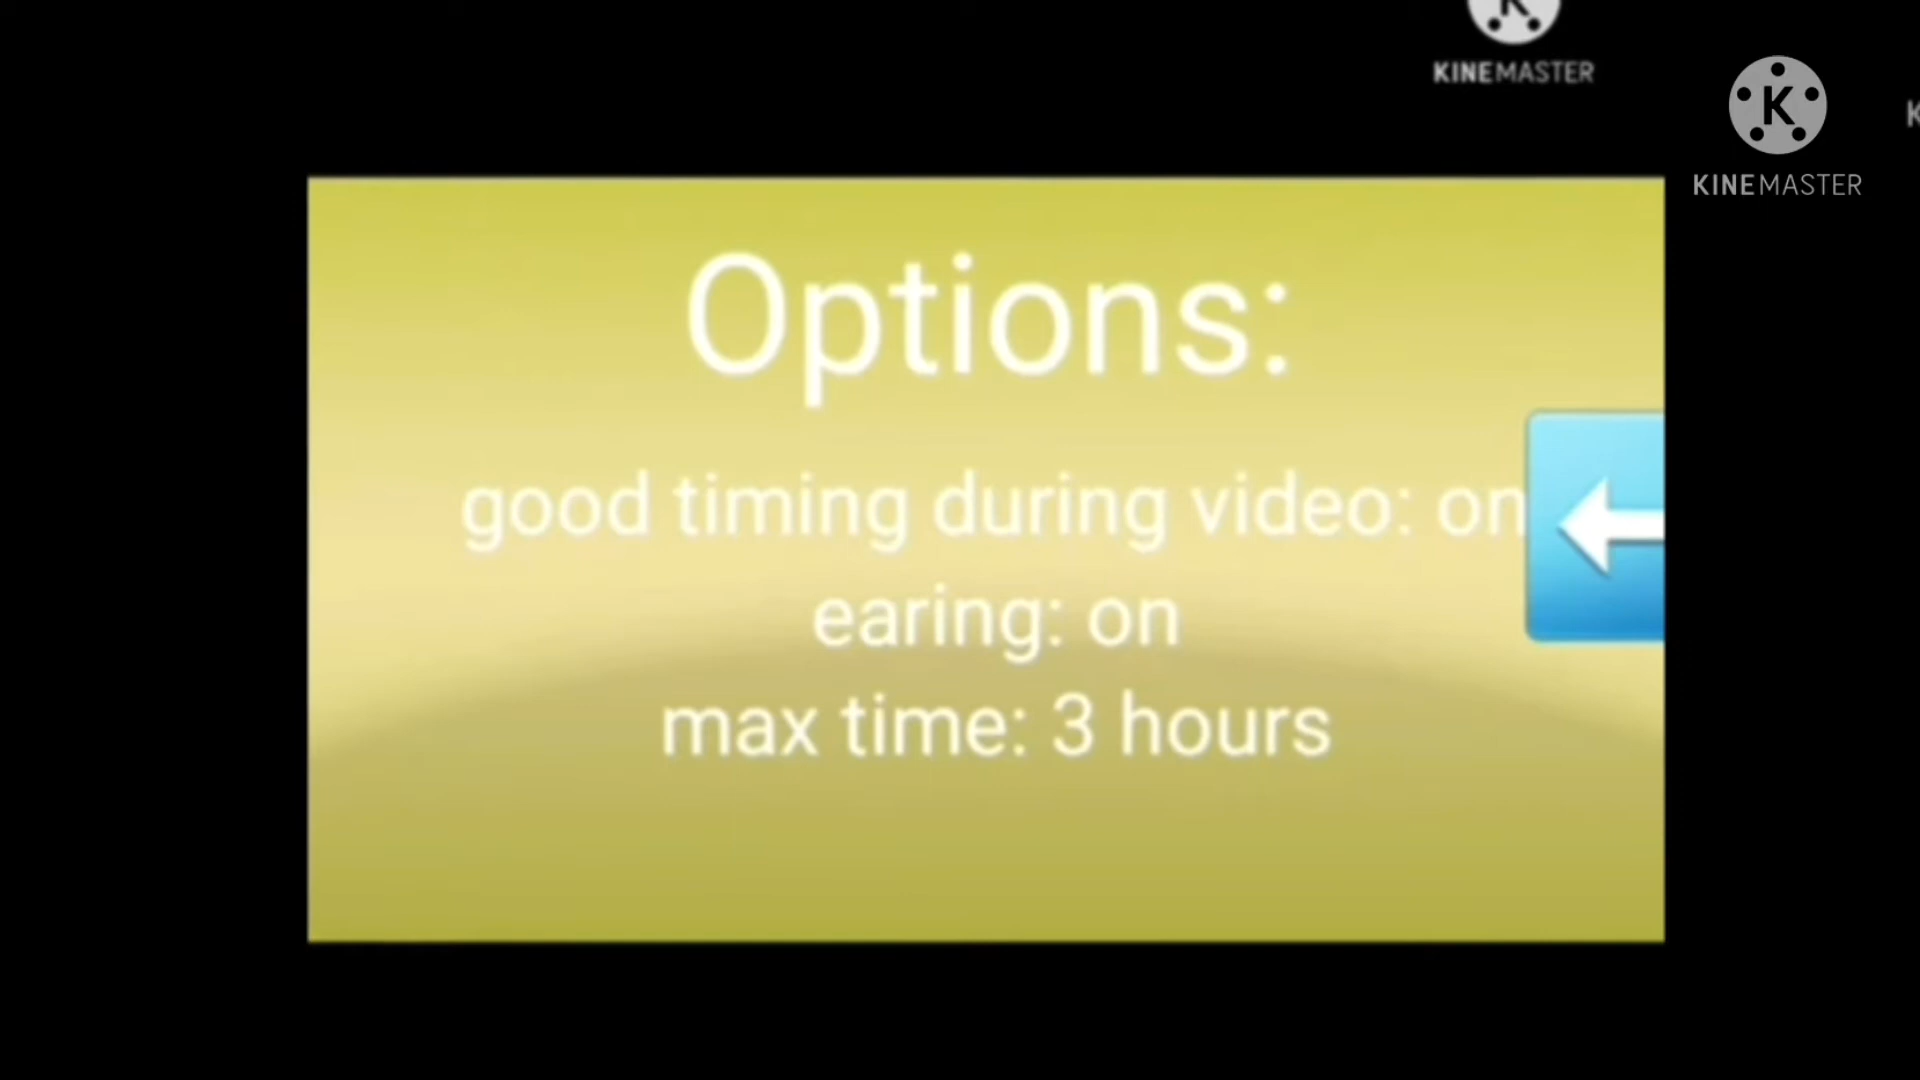 KINEMASTER
K
KINEMASTER
Options:
good timing during video: on
earing: on
max time: 3 hours